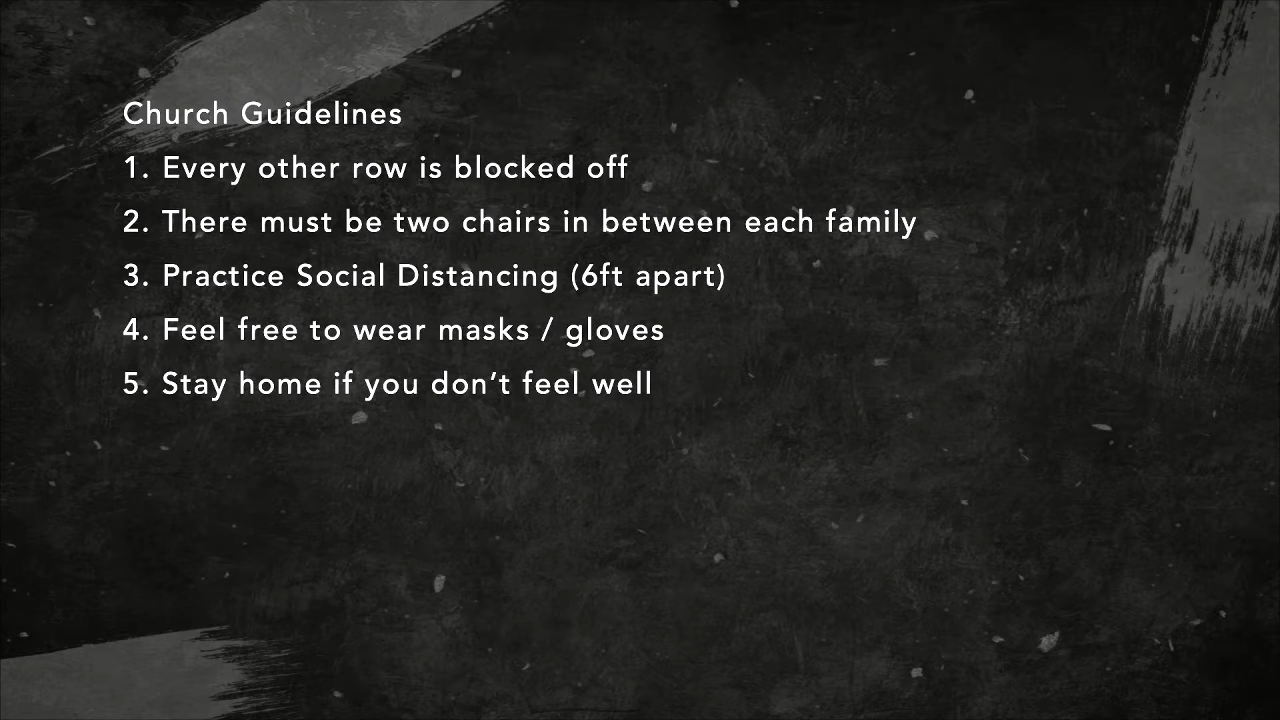 Church Guidelines
1. Every other row is blocked off
2. There must be two chairs in between each family
3. Practice Social Distancing (6ft apart)
4. Feel free to wear masks / gloves
5. Stay home if you don’t feel well